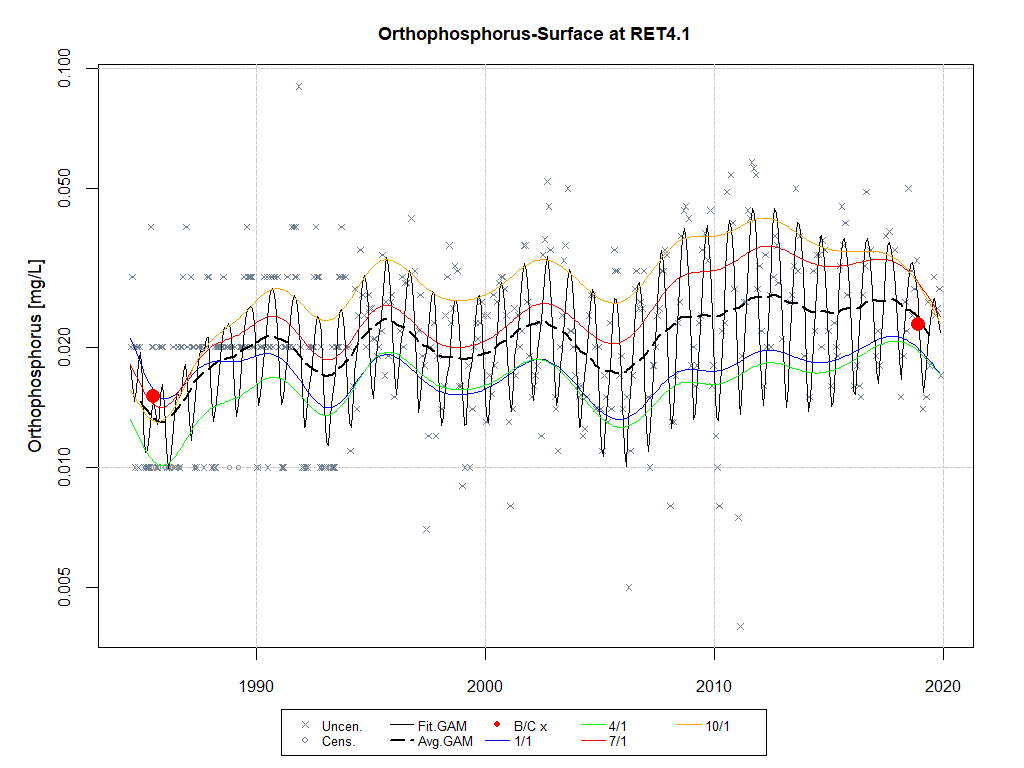 Orthophosphorus-Surface at RET4.1
Orthophosphorus [mg/L]
0.100
0.050
0.020
0.010
0.005
1990 2000 2010 2020
Uncen. Fit.GAM B/C x 4/1 10/1
Cens. Avg.GAM 1/1 7/1